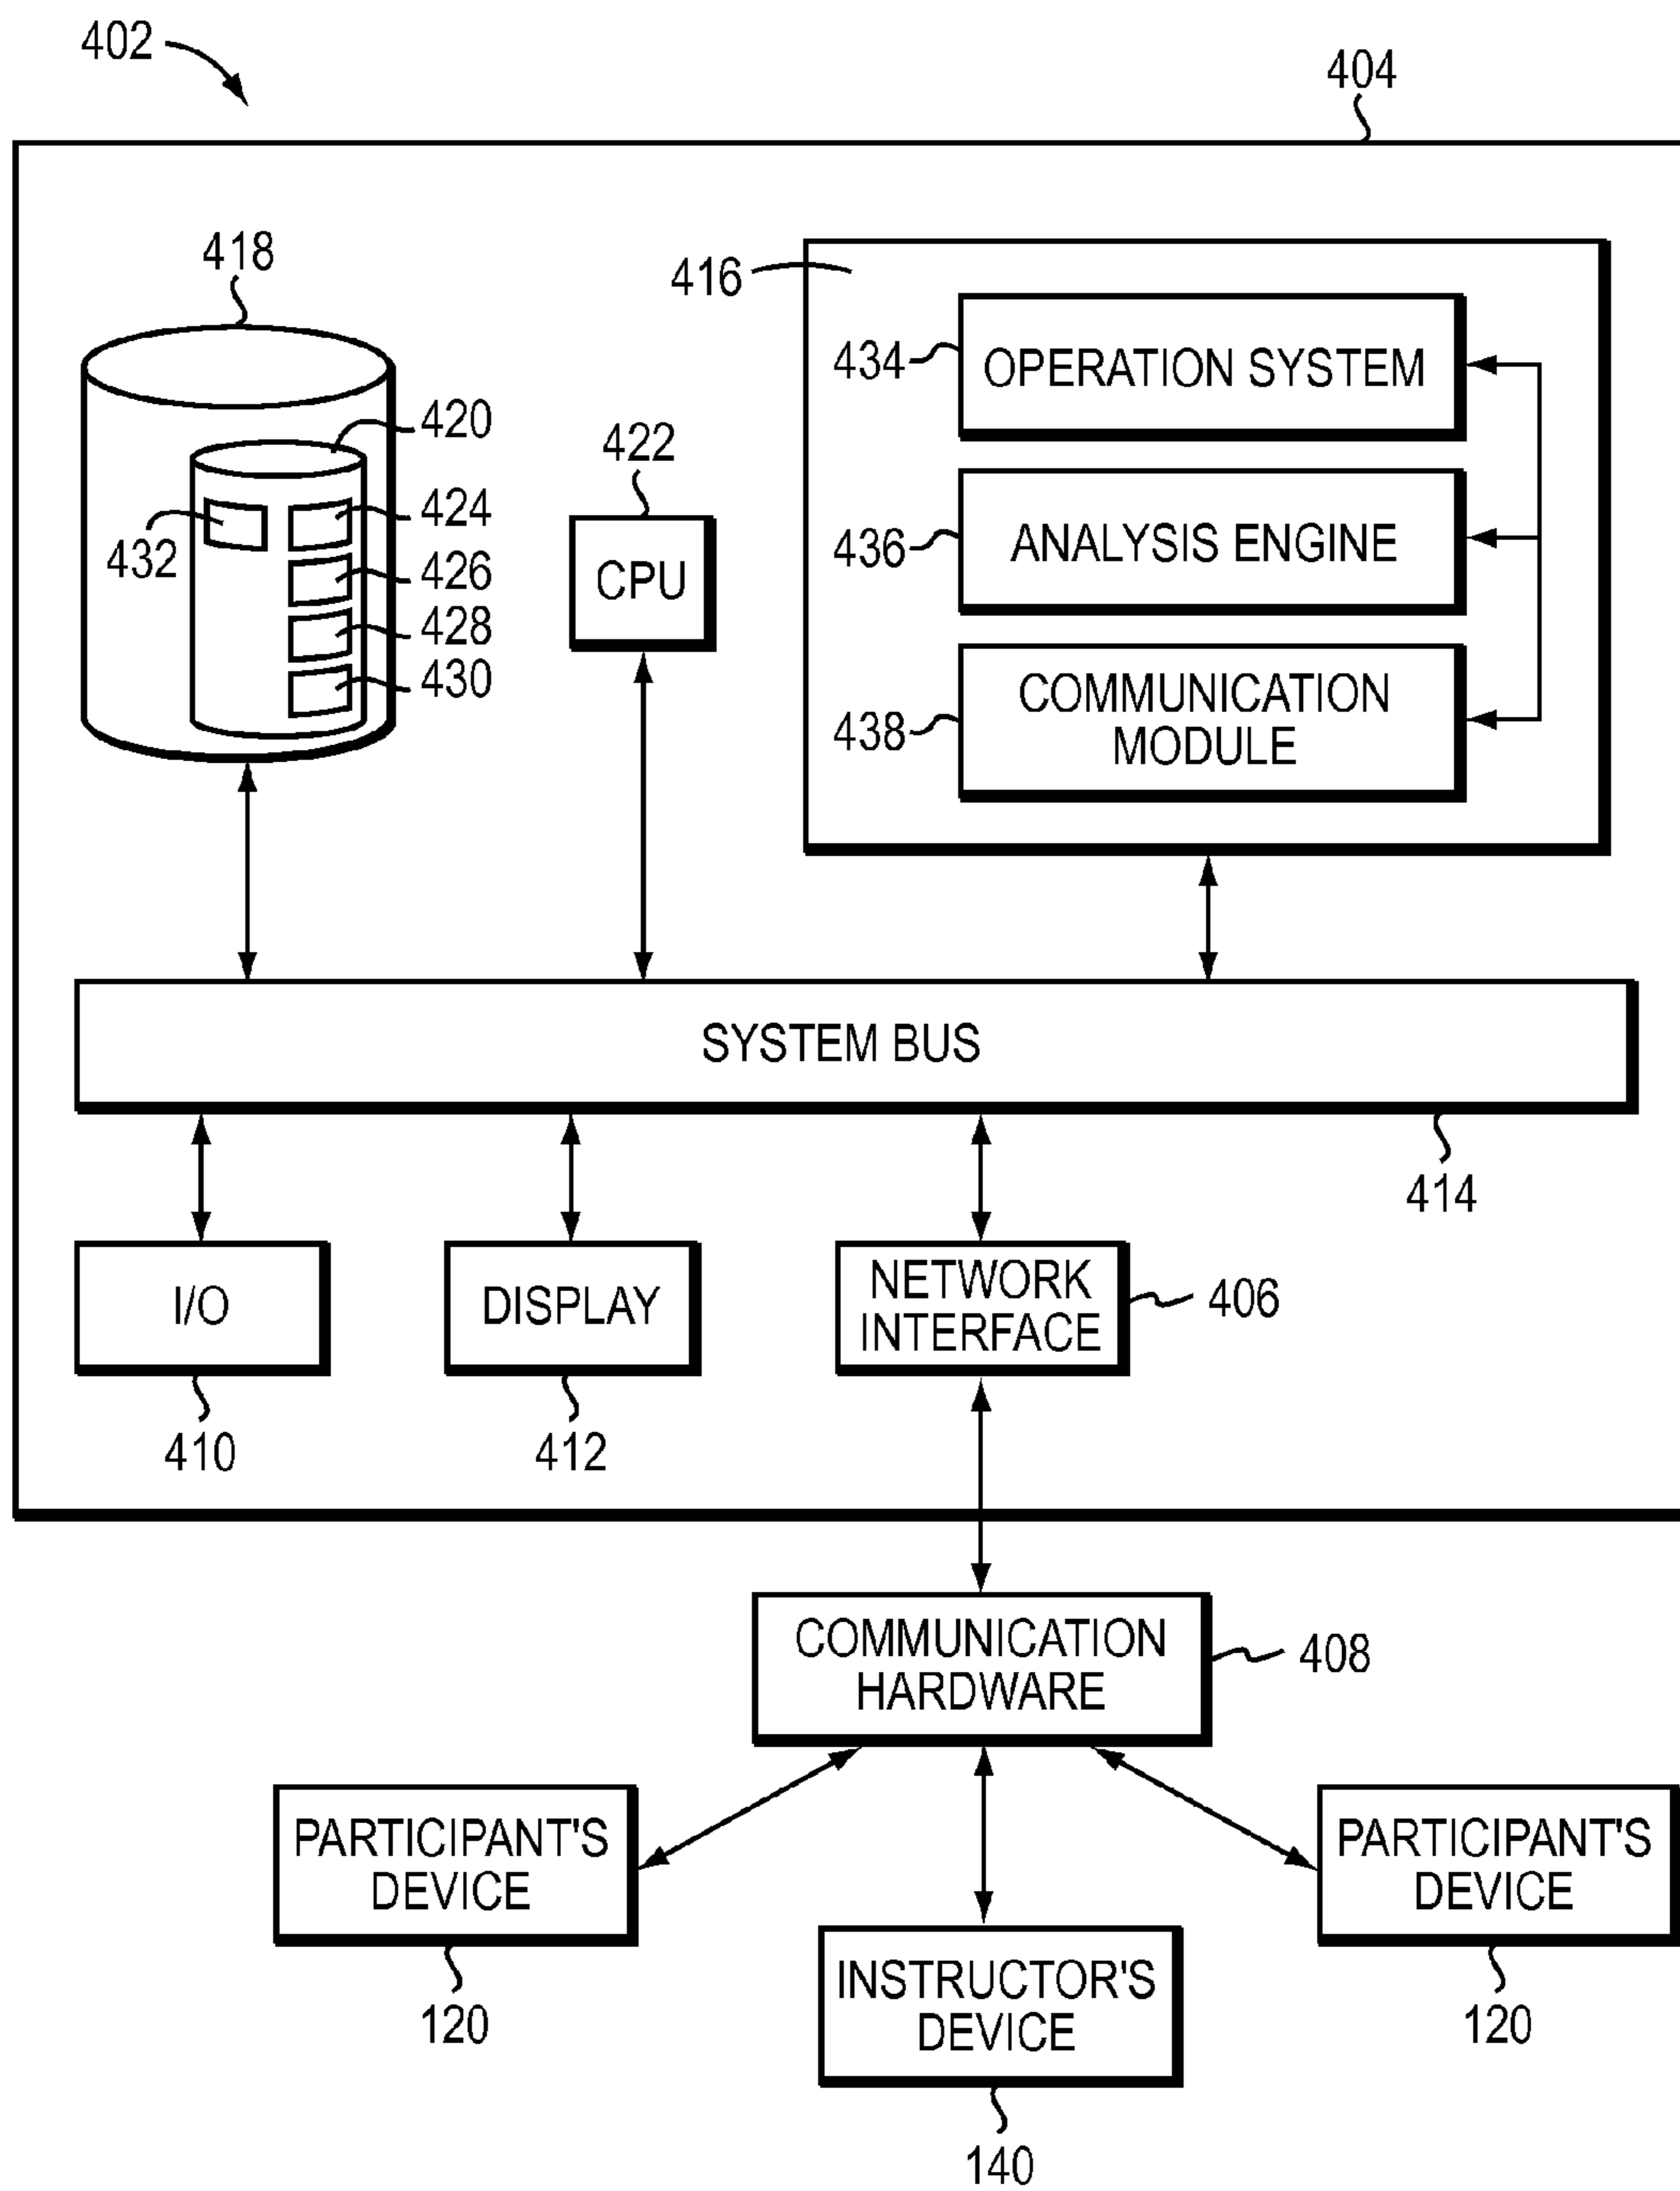 402
404
418
416
434
OPERATION SYSTEM
420
422
424
432
426
428
430
CPU
436
ANALYSIS ENGINE
438
COMMUNICATION
MODULE
SYSTEM BUS
414
I/O
DISPLAY
NETWORK
INTERFACE
406
410
412
COMMUNICATION
HARDWARE
408
PARTICIPANT'S
DEVICE
PARTICIPANT'S
DEVICE
INSTRUCTOR'S
DEVICE
120
120
140